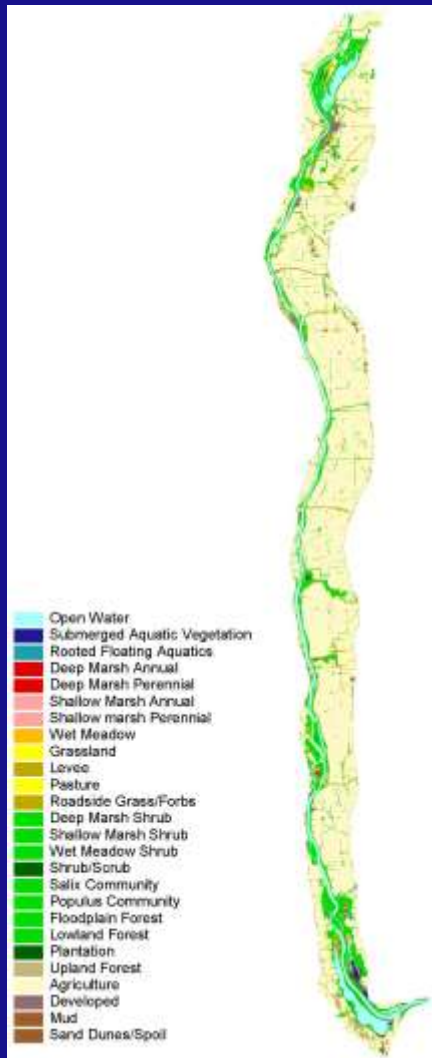 Open Water
Submerged Aquatic Vegetation
Rooted Floating Aquatics
Deep Marsh Annual
Deep Marsh Perennial
Shallow Marsh Annual
Shallow marsh Perennial
Wet Meadow
Grassland
Levee
Pasture
Roadside Grass/Forbs
Deep Marsh Shrub
Shallow Marsh Shrub
Wet Meadow Shrub
Shrub/Scrub
Salix Community
Populus Community
Floodplain Forest
Lowland Forest
Plantation
Upland Forest
Agriculture
Developed
Mud
Sand Dunes/Spoil